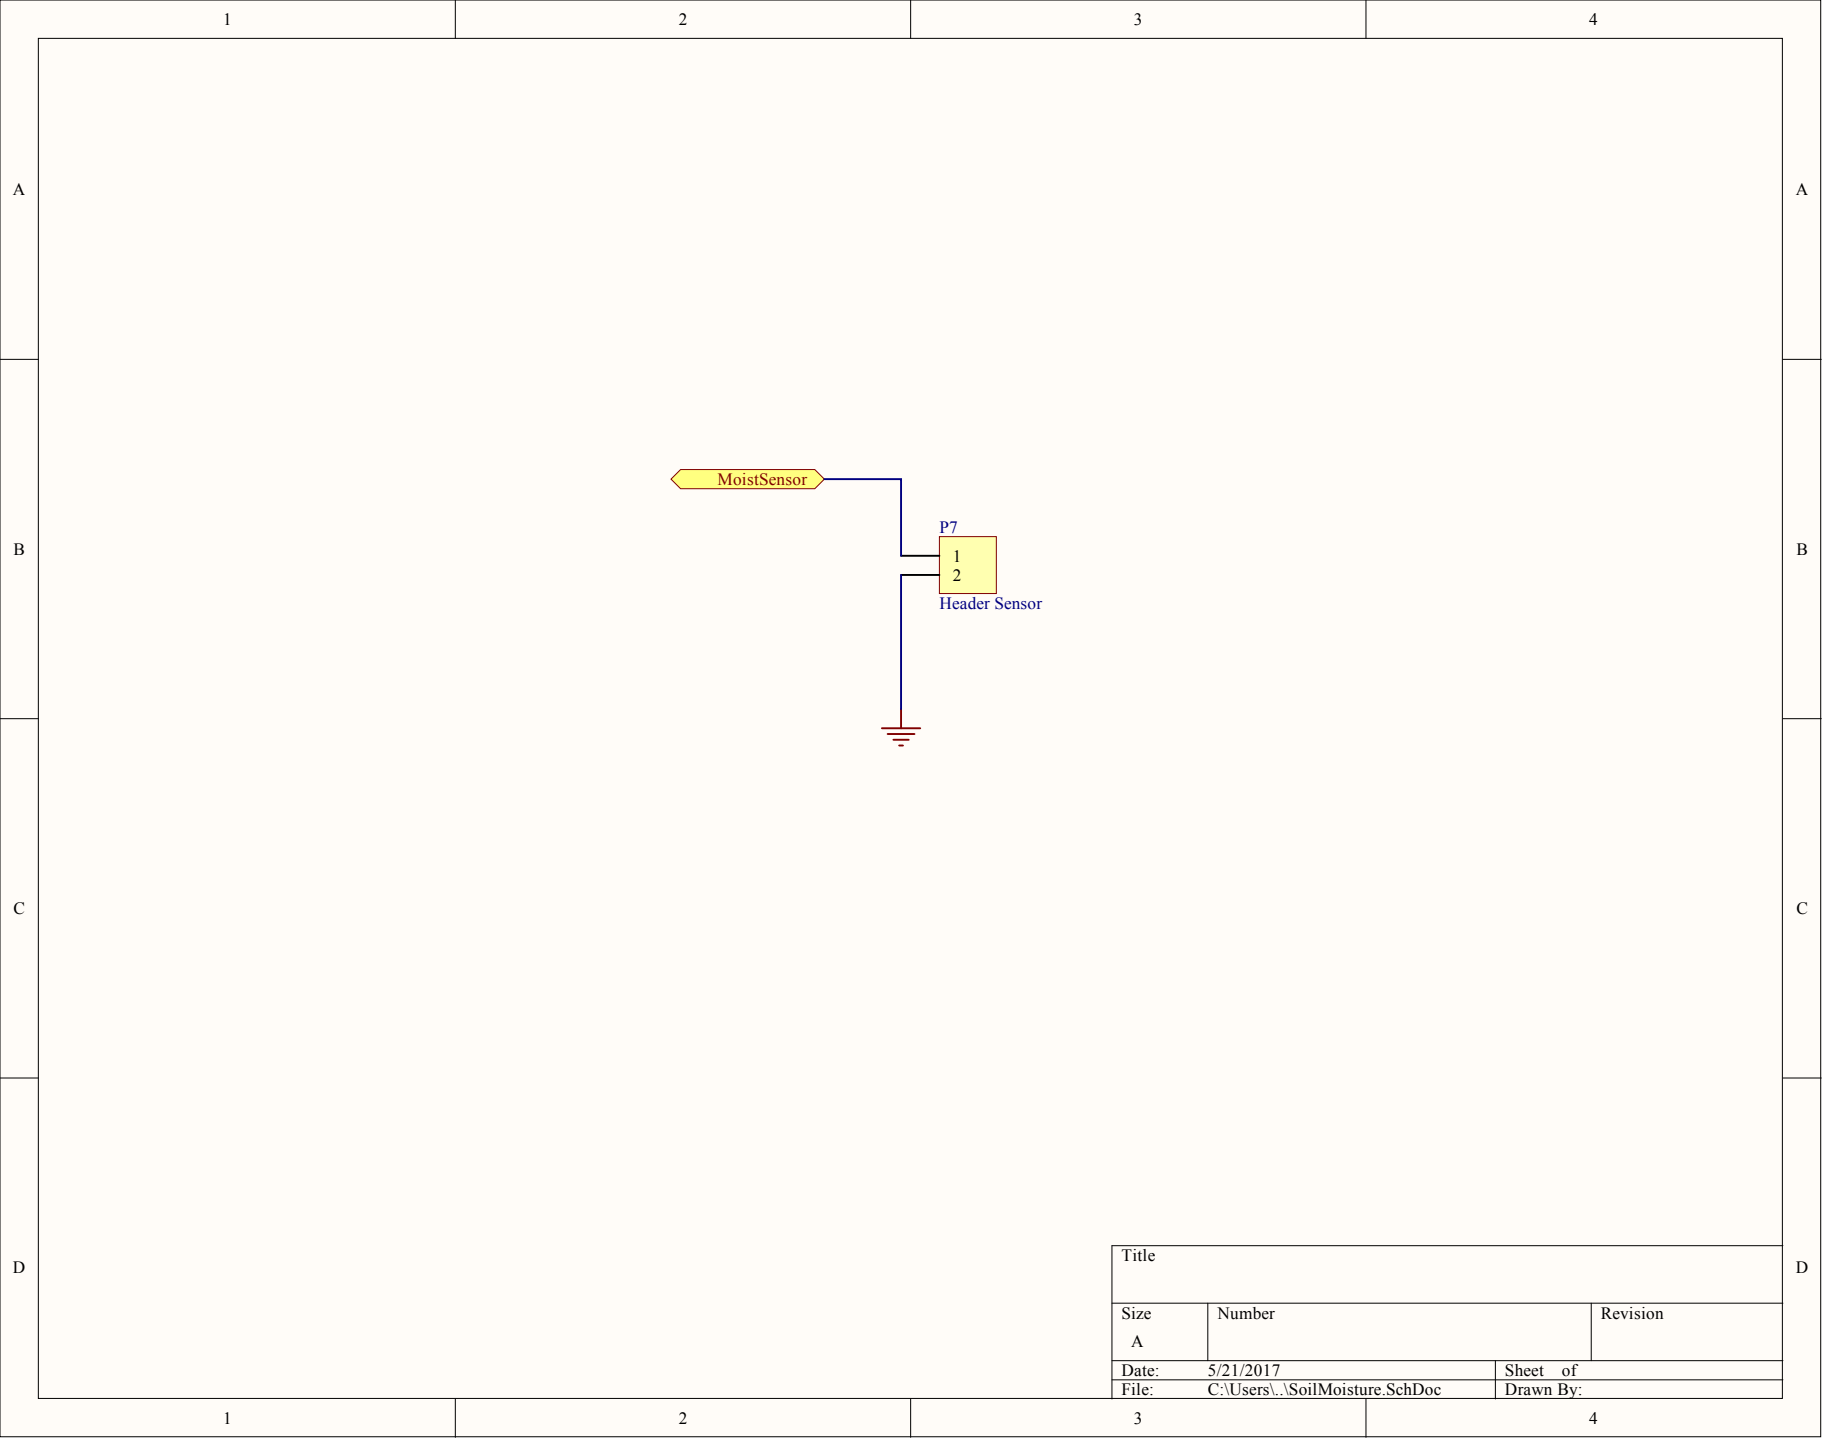 1 2 3 4
A A
MoistSensor
P7
B B
1
2
Header Sensor
C C
Title
D D
Size Number Revision
A
Date: 5/21/2017 Sheet of
File: C:\Users\..\SoilMoisture.SchDoc Drawn By:
1 2 3 4